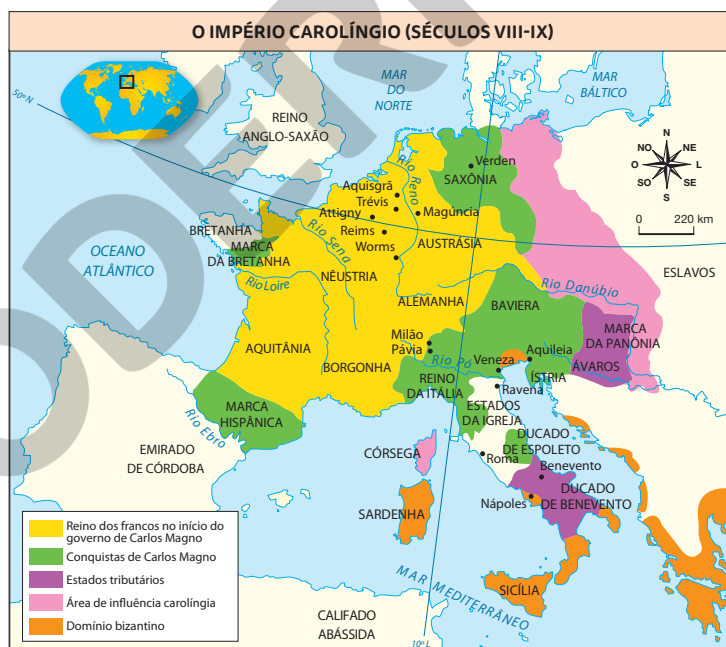 O IMPÉRIO CAROLÍNGIO (SÉCULOS VIII-IX)
MAR
DO
NORTE
MAR
BÁLTICO
50º N
REINO
ANGLO-SAXÃO
N
NO
NE
O
L
SO
SE
S
0
220 km
Verden
SAXÔNIA
Rio Reno
Aquisgrã
Trévis
Attigny
Magúncia
Reims
Worms
AUSTRÁSIA
BRETANHA
MARCA
DA BRETANHA
Rio Sena
OCEANO
ATLÂNTICO
NÊUSTRIA
Rio Loire
ESLAVOS
Rio Danúbio
ALEMANHA
BAVIERA
MARCA
DA PANÔNIA
ÁVAROS
Milão
Pávia
Rio Pó
AQUITÂNIA
BORGONHA
Veneza
Aquileia
ÍSTRIA
REINO
DA ITÁLIA
Ravena
MARCA
HISPÂNICA
Rio Ebro
ESTADOS
DA IGREJA
DUCADO
DE ESPOLETO
EMIRADO
DE CÓRDOBA
CÓRSEGA
Roma
Benevento
DUCADO
DE BENEVENTO
Nápoles
SARDENHA
MAR MEDITERRÂNEO
SICÍLIA
CALIFADO
ABÁSSIDA
10º L
Reino dos francos no início do
governo de Carlos Magno
Conquistas de Carlos Magno
Estados tributários
Área de influência carolíngia
Domínio bizantino